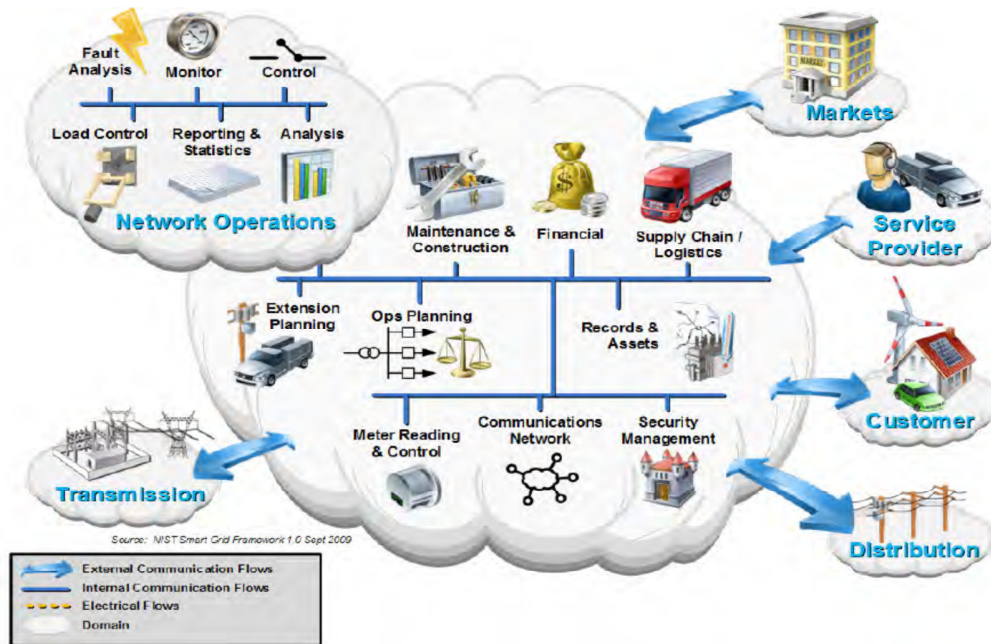 Fault
Analysis
Monitor
Control
Load Control
Reporting &
Statistics
Analysis
Network Operations
MARKET
Markets
Service
Provider
Maintenance &
Construction
Financial
$
Supply Chain /
Logistics
Extension
Planning
Ops Planning
Records &
Assets
Customer
Meter Reading
& Control
Communications
Network
Security
Management
Transmission
Distribution
Source: NIST Smart Grid Framework 1.0 Sept 2009
External Communication Flows
Internal Communication Flows
Electrical Flows
Domain